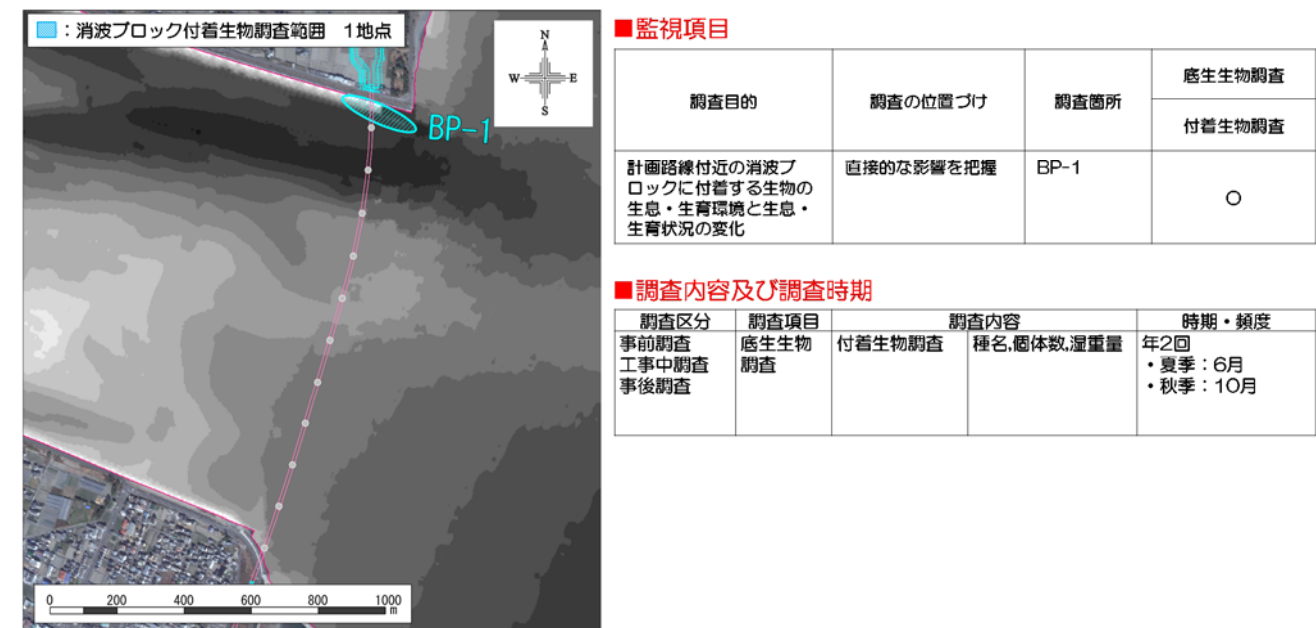 ：消波ブロック付着生物調査範囲　1地点
N
W
E
S
BP-1
0 200 400 600 800 1000
m
■監視項目
調査目的 調査の位置づけ 調査箇所 底生生物調査
付着生物調査
計画路線付近の消波ブ 直接的な影響を把握 BP-1 ○
ロックに付着する生物の
生息・生育環境と生息・
生育状況の変化
■調査内容及び調査時期
調査区分 調査項目 調査内容 時期・頻度
事前調査 底生生物 付着生物調査 種名,個体数,湿重量 年2回
工事中調査 調査 ・夏季：6月
事後調査 ・秋季：10月